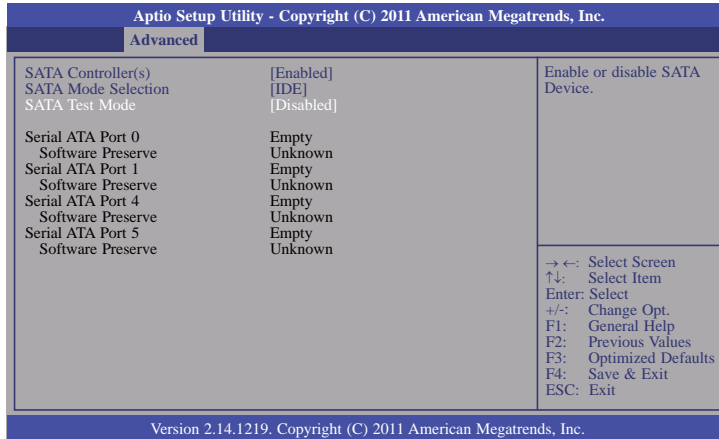 Aptio Setup Utility - Copyright (C) 2011 American Megatrends, Inc.
Advanced
SATA Controller(s) [Enabled]
SATA Mode Selection [IDE]
SATA Test Mode [Disabled]
Serial ATA Port 0 Empty
Software Preserve Unknown
Serial ATA Port 1 Empty
Software Preserve Unknown
Serial ATA Port 4 Empty
Software Preserve Unknown
Serial ATA Port 5 Empty
Software Preserve Unknown
Enable or disable SATA
Device.
→ ←: Select Screen
↑↓: Select Item
Enter: Select
+/-: Change Opt.
F1: General Help
F2: Previous Values
F3: Optimized Defaults
F4: Save & Exit
ESC: Exit
Version 2.14.1219. Copyright (C) 2011 American Megatrends, Inc.